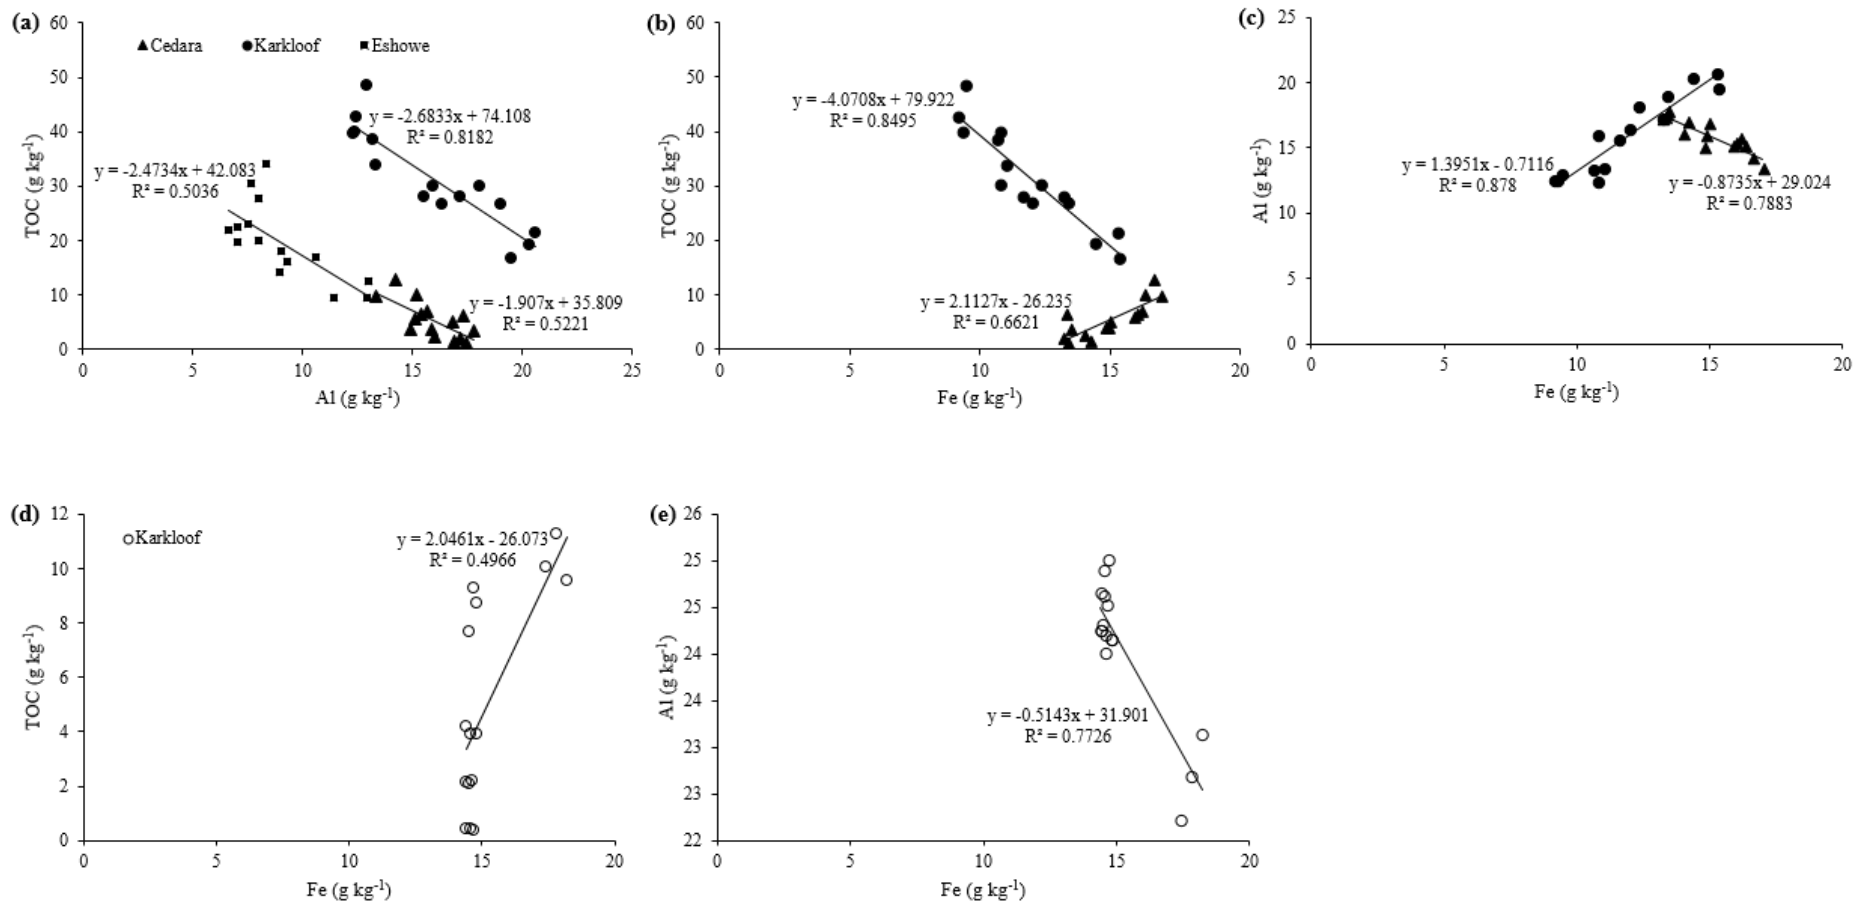 (a)
60
50
40
30
20
10
0
TOC (g kg⁻¹)
▲Cedara ●Karkloof ■Eshowe
y = -2.6833x + 74.108
R² = 0.8182
y = -2.4734x + 42.083
R² = 0.5036
y = -1.907x + 35.809
R² = 0.5221
0 5 10 15 20 25
Al (g kg⁻¹)
(b)
60
50
40
30
20
10
0
TOC (g kg⁻¹)
y = -4.0708x + 79.922
R² = 0.8495
y = 2.1127x - 26.235
R² = 0.6621
0 5 10 15 20
Fe (g kg⁻¹)
(c)
25
20
15
10
5
0
Al (g kg⁻¹)
y = 1.3951x - 0.7116
R² = 0.878
y = -0.8735x + 29.024
R² = 0.7883
0 5 10 15 20
Fe (g kg⁻¹)
(d)
12
10
8
6
4
2
0
TOC (g kg⁻¹)
○Karkloof
y = 2.0461x - 26.073
R² = 0.4966
0 5 10 15 20
Fe (g kg⁻¹)
(e)
26
25
25
24
24
23
23
22
Al (g kg⁻¹)
y = -0.5143x + 31.901
R² = 0.7726
0 5 10 15 20
Fe (g kg⁻¹)